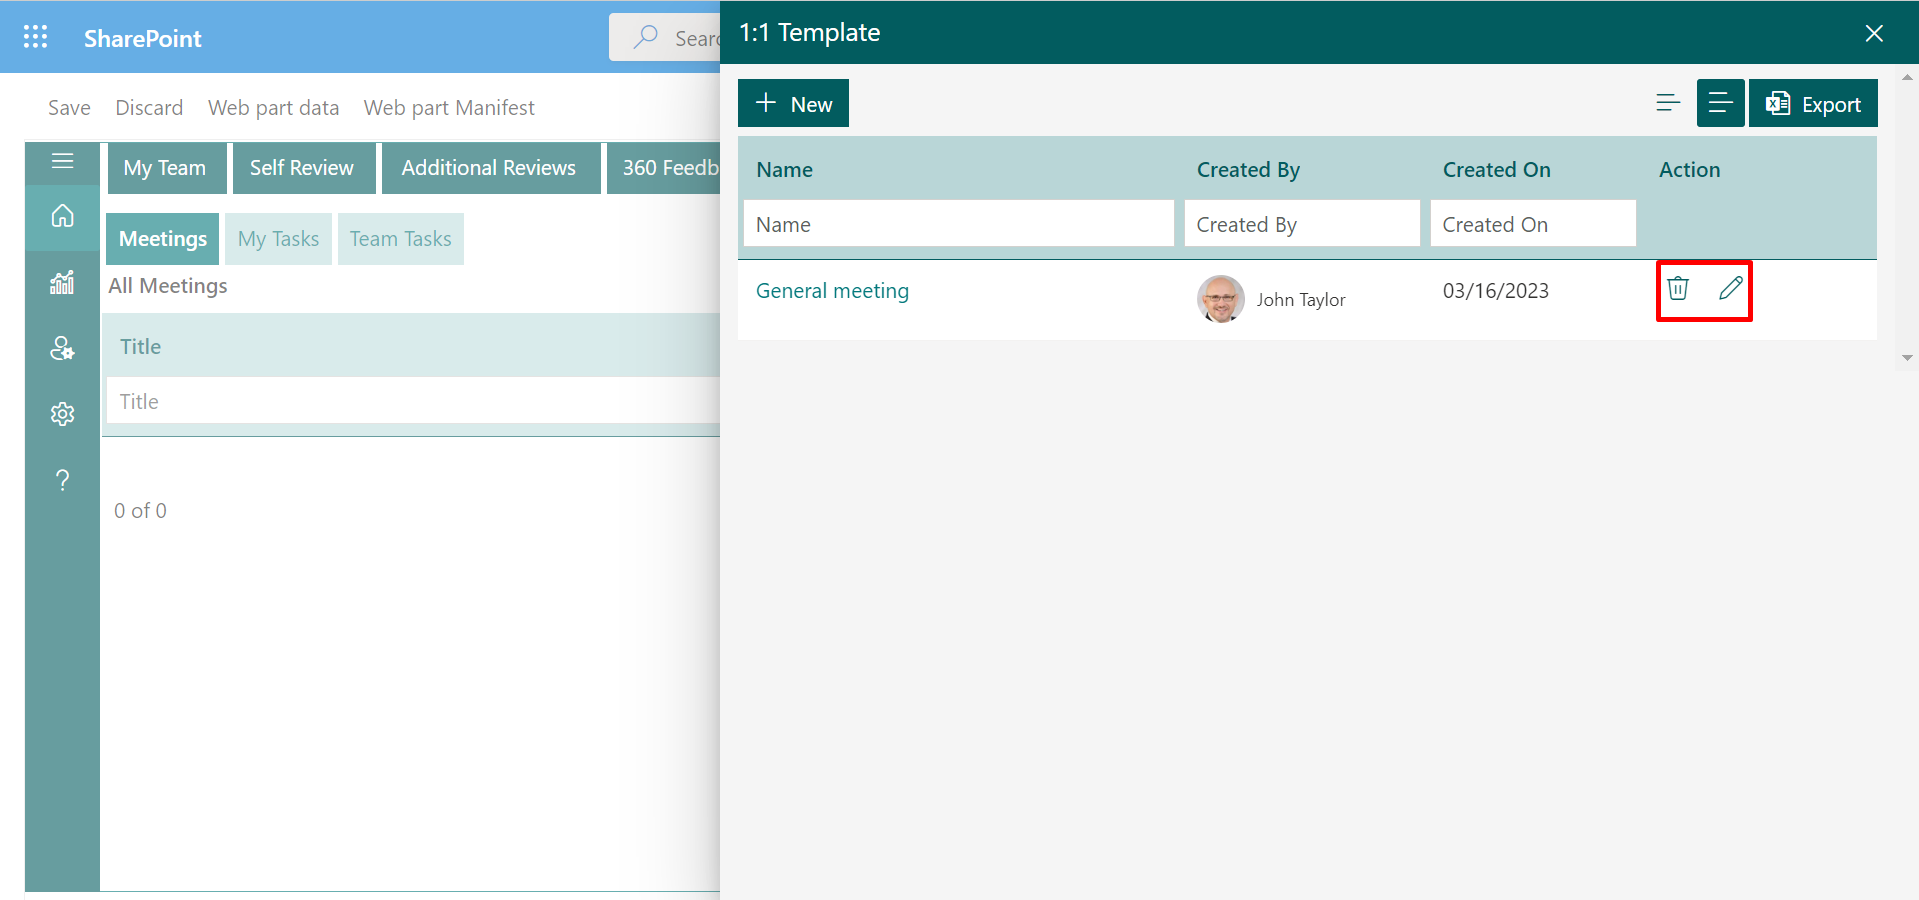 SharePoint
Sear
Save Discard Web part data Web part Manifest
My Team Self Review Additional Reviews 360 Feedb
Meetings My Tasks Team Tasks
All Meetings
Title
Title
0 of 0
?
1:1 Template
New
Export
Name Created By Created On Action
Name Created By Created On
General meeting John Taylor 03/16/2023